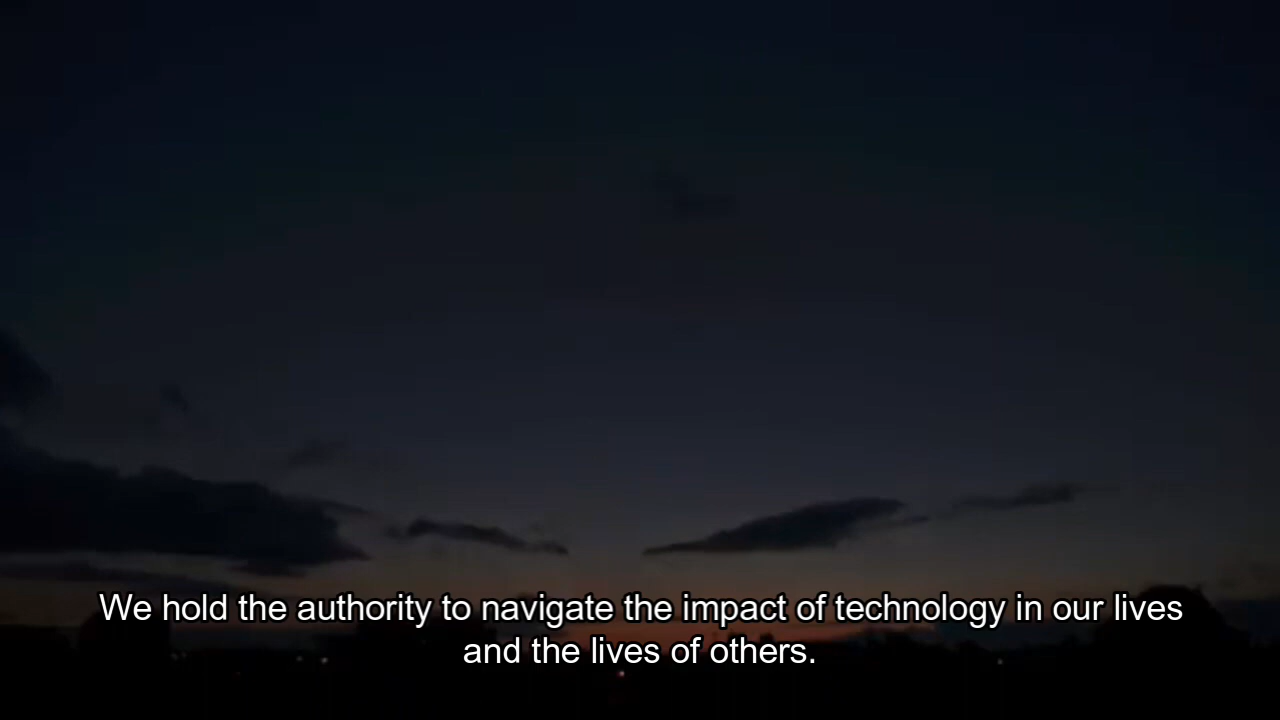 We hold the authority to navigate the impact of technology in our lives
and the lives of others.